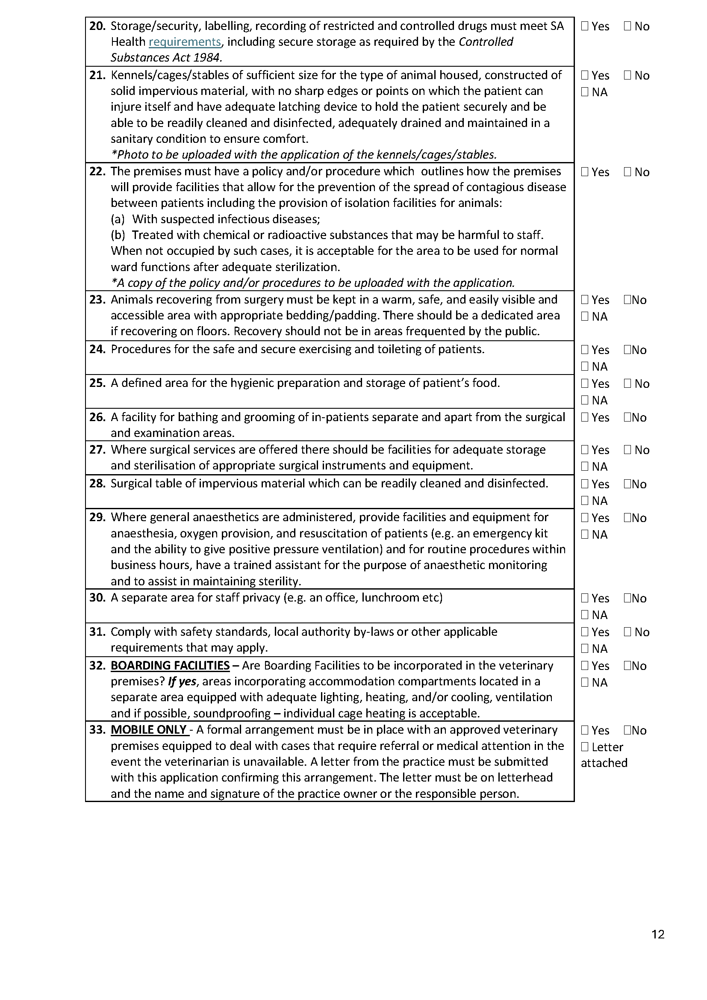 20. Storage/security, labelling, recording of restricted and controlled drugs must meet SA ☐ Yes ☐ No
Health requirements, including secure storage as required by the Controlled
Substances Act 1984.
21. Kennels/cages/stables of sufficient size for the type of animal housed, constructed of ☐ Yes ☐ No
solid impervious material, with no sharp edges or points on which the patient can ☐ NA
injure itself and have adequate latching device to hold the patient securely and be
able to be readily cleaned and disinfected, adequately drained and maintained in a
sanitary condition to ensure comfort.
*Photo to be uploaded with the application of the kennels/cages/stables.
22. The premises must have a policy and/or procedure which  outlines how the premises ☐ Yes ☐ No
will provide facilities that allow for the prevention of the spread of contagious disease
between patients including the provision of isolation facilities for animals:
(a) With suspected infectious diseases;
(b) Treated with chemical or radioactive substances that may be harmful to staff.
When not occupied by such cases, it is acceptable for the area to be used for normal
ward functions after adequate sterilization.
*A copy of the policy and/or procedures to be uploaded with the application.
23. Animals recovering from surgery must be kept in a warm, safe, and easily visible and ☐ Yes ☐No
accessible area with appropriate bedding/padding. There should be a dedicated area ☐ NA
if recovering on floors. Recovery should not be in areas frequented by the public.
24. Procedures for the safe and secure exercising and toileting of patients. ☐ Yes ☐No
☐ NA
25. A defined area for the hygienic preparation and storage of patient's food. ☐ Yes ☐ No
☐ NA
26. A facility for bathing and grooming of in-patients separate and apart from the surgical ☐ Yes ☐No
and examination areas.
27. Where surgical services are offered there should be facilities for adequate storage ☐ Yes ☐ No
and sterilisation of appropriate surgical instruments and equipment. ☐ NA
28. Surgical table of impervious material which can be readily cleaned and disinfected. ☐ Yes ☐No
☐ NA
29. Where general anaesthetics are administered, provide facilities and equipment for ☐ Yes ☐No
anaesthesia, oxygen provision, and resuscitation of patients (e.g. an emergency kit ☐ NA
and the ability to give positive pressure ventilation) and for routine procedures within
business hours, have a trained assistant for the purpose of anaesthetic monitoring
and to assist in maintaining sterility.
30. A separate area for staff privacy (e.g. an office, lunchroom etc) ☐ Yes ☐No
☐ NA
31. Comply with safety standards, local authority by-laws or other applicable ☐ Yes ☐ No
requirements that may apply. ☐ NA
32. BOARDING FACILITIES – Are Boarding Facilities to be incorporated in the veterinary ☐ Yes ☐No
premises? If yes, areas incorporating accommodation compartments located in a ☐ NA
separate area equipped with adequate lighting, heating, and/or cooling, ventilation
and if possible, soundproofing – individual cage heating is acceptable.
33. MOBILE ONLY - A formal arrangement must be in place with an approved veterinary ☐ Yes ☐No
premises equipped to deal with cases that require referral or medical attention in the ☐ Letter
event the veterinarian is unavailable. A letter from the practice must be submitted attached
with this application confirming this arrangement. The letter must be on letterhead
and the name and signature of the practice owner or the responsible person.
12